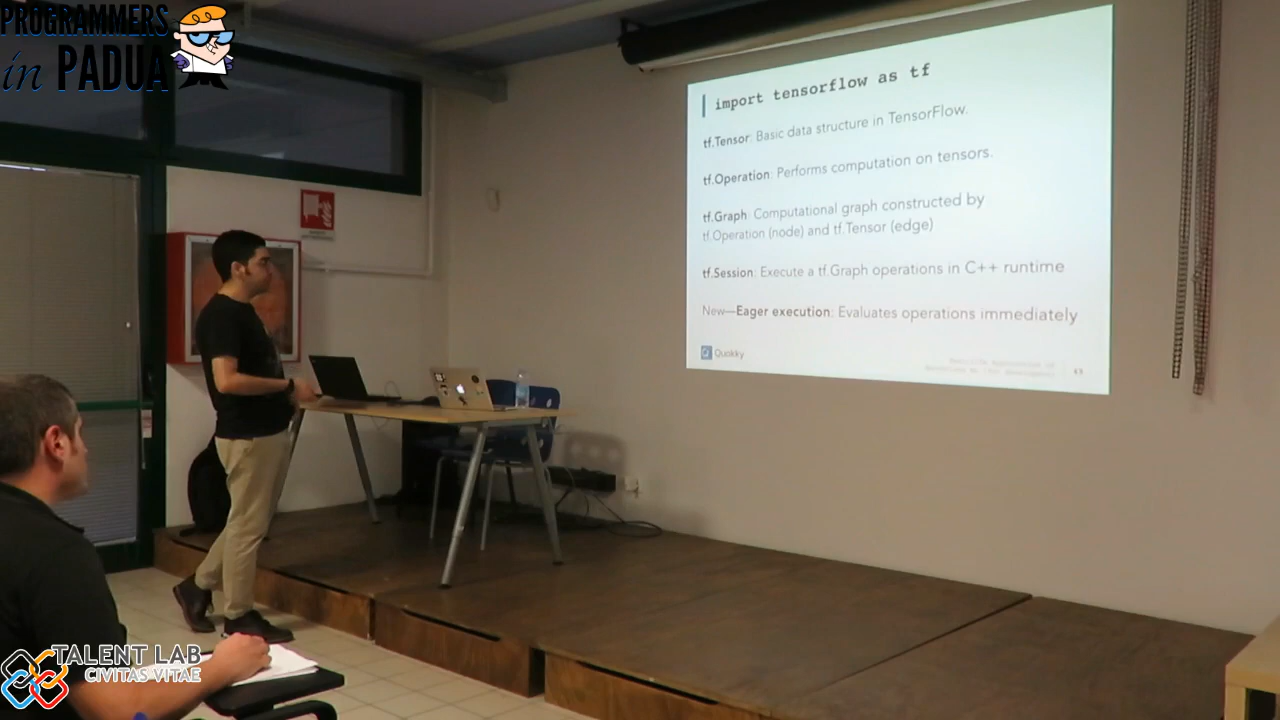 PROGRAMMERS
in PADUA
import tensorflow as tf
tf.Tensor: Basic data structure in TensorFlow.
tf.Operation: Performs computation on tensors.
tf.Graph: Computational graph constructed by
tf.Operation (node) and tf.Tensor (edge)
tf.Session: Execute a tf.Graph operations in C++ runtime
New—Eager execution: Evaluates operations immediately
Quokky
TALENT LAB
CIVITAS VITAE